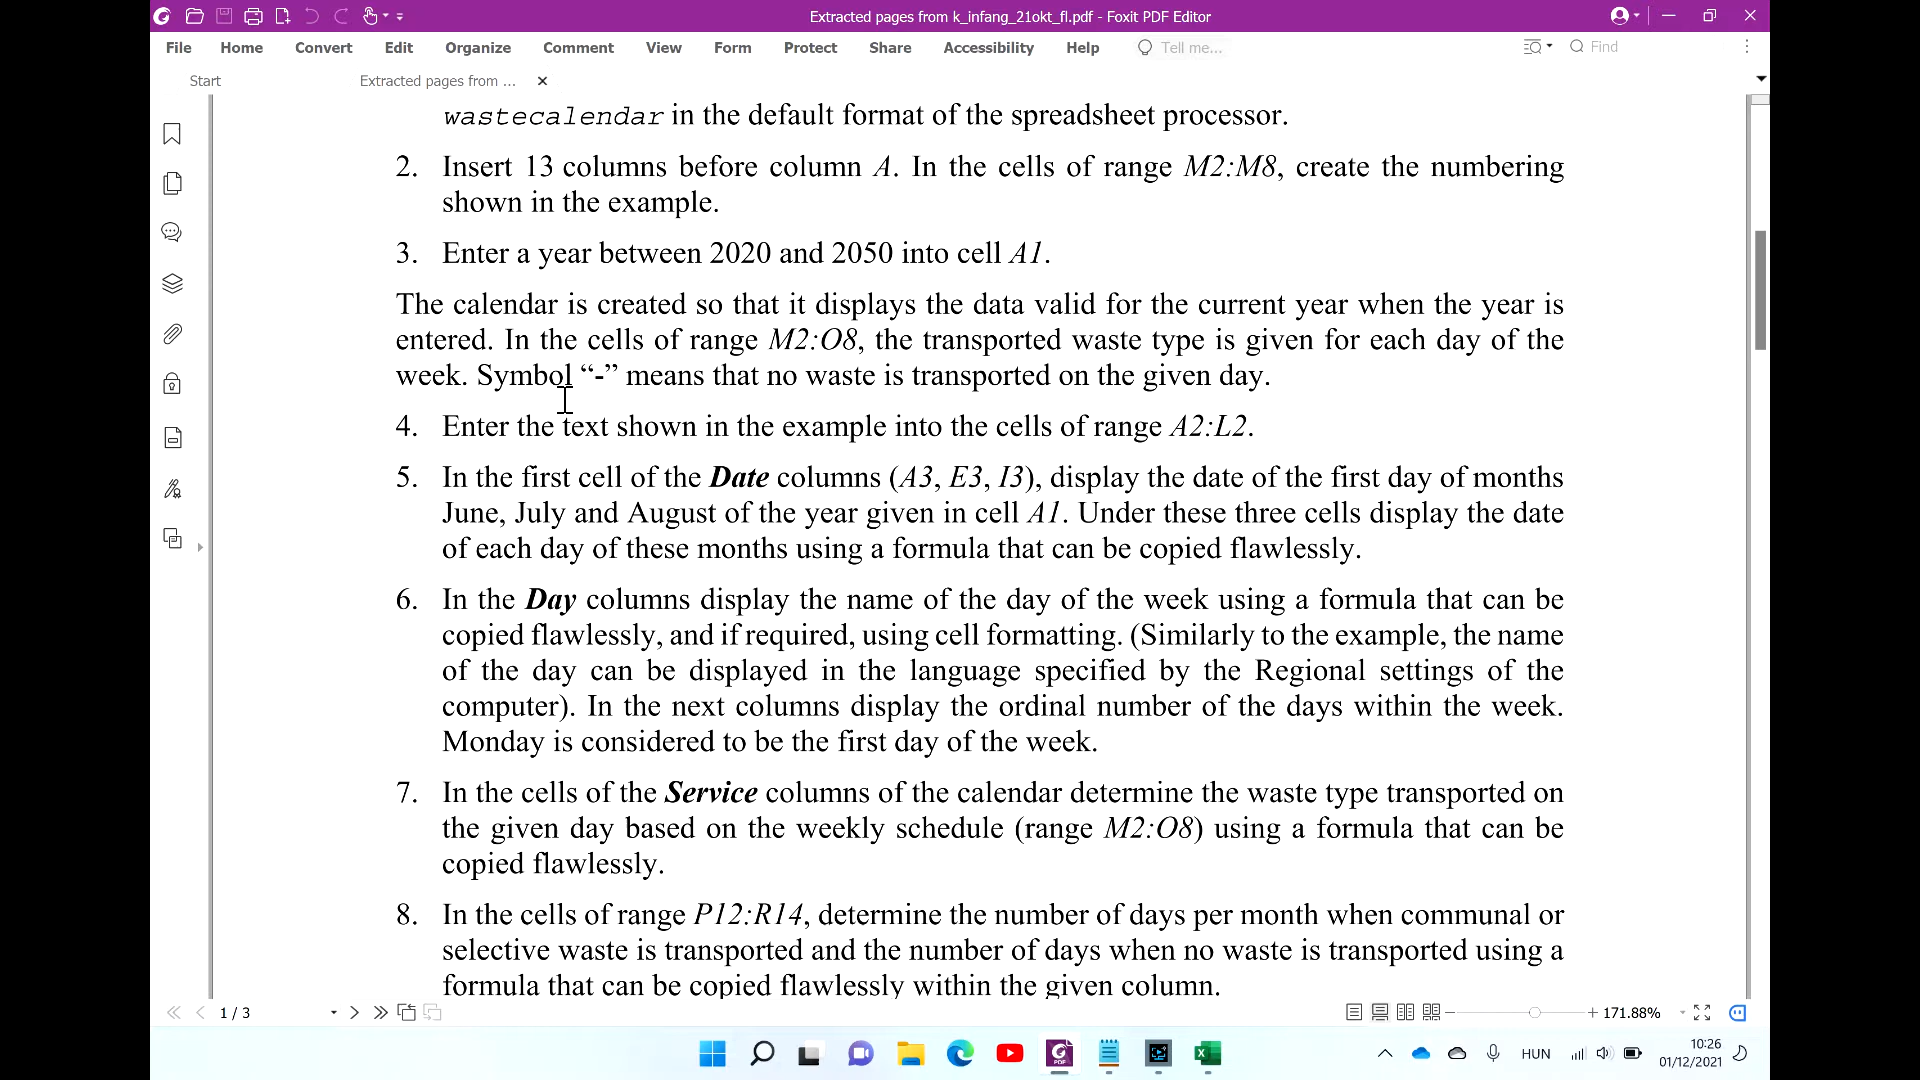 Extracted pages from k_infang_21okt_fl.pdf - Foxit PDF Editor
File Home Convert Edit Organize Comment View Form Protect Share Accessibility Help Tell me... Find
Start Extracted pages from ...
wastecalendar in the default format of the spreadsheet processor.
2. Insert 13 columns before column A. In the cells of range M2:M8, create the numbering
shown in the example.
3. Enter a year between 2020 and 2050 into cell A1.
The calendar is created so that it displays the data valid for the current year when the year is
entered. In the cells of range M2:O8, the transported waste type is given for each day of the
week. Symbol “-” means that no waste is transported on the given day.
4. Enter the text shown in the example into the cells of range A2:L2.
5. In the first cell of the Date columns (A3, E3, I3), display the date of the first day of months
June, July and August of the year given in cell A1. Under these three cells display the date
of each day of these months using a formula that can be copied flawlessly.
6. In the Day columns display the name of the day of the week using a formula that can be
copied flawlessly, and if required, using cell formatting. (Similarly to the example, the name
of the day can be displayed in the language specified by the Regional settings of the
computer). In the next columns display the ordinal number of the days within the week.
Monday is considered to be the first day of the week.
7. In the cells of the Service columns of the calendar determine the waste type transported on
the given day based on the weekly schedule (range M2:O8) using a formula that can be
copied flawlessly.
8. In the cells of range P12:R14, determine the number of days per month when communal or
selective waste is transported and the number of days when no waste is transported using a
formula that can be copied flawlessly within the given column.
1 / 3 171.88%
HUN 10:26
01/12/2021